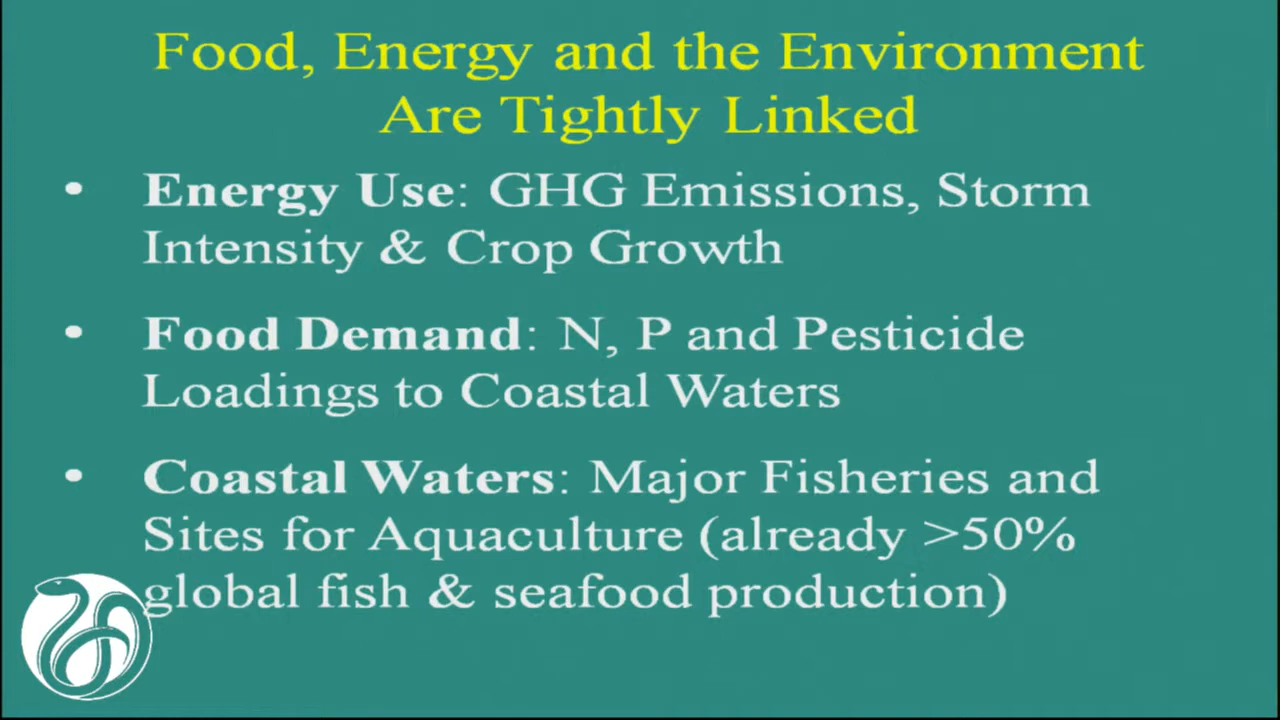 Food, Energy and the Environment
Are Tightly Linked
• Energy Use: GHG Emissions, Storm
Intensity & Crop Growth
• Food Demand: N, P and Pesticide
Loadings to Coastal Waters
• Coastal Waters: Major Fisheries and
Sites for Aquaculture (already >50%
global fish & seafood production)